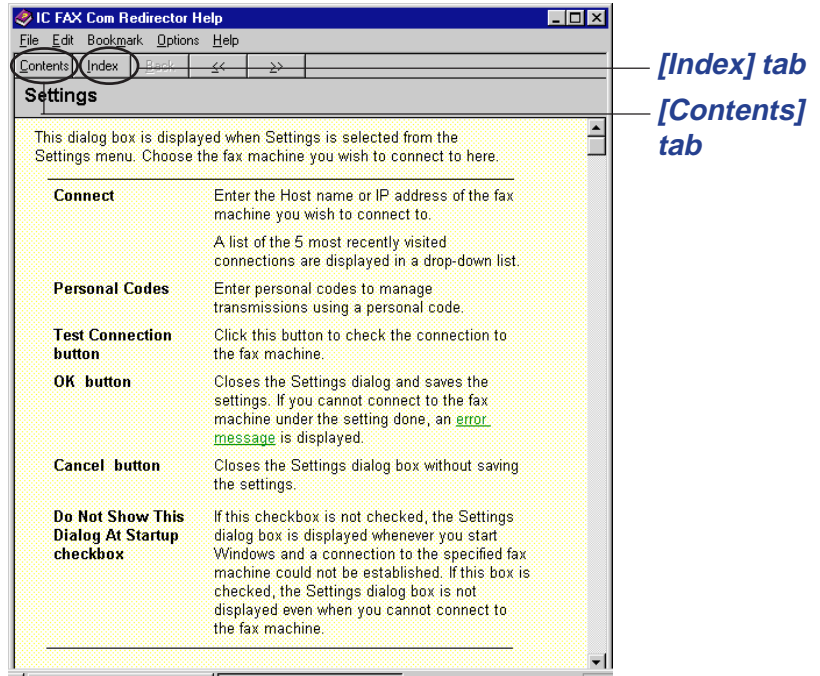 IC FAX Com Redirector Help
File Edit Bookmark Options Help
Contents Index Back << >>
[Index] tab
Settings
[Contents]
tab
This dialog box is displayed when Settings is selected from the
Settings menu. Choose the fax machine you wish to connect to here.
Connect Enter the Host name or IP address of the fax
machine you wish to connect to.
A list of the 5 most recently visited
connections are displayed in a drop-down list.
Personal Codes Enter personal codes to manage
transmissions using a personal code.
Test Connection Click this button to check the connection to
button the fax machine.
OK button Closes the Settings dialog and saves the
settings. If you cannot connect to the fax
machine under the setting done, an error
message is displayed.
Cancel button Closes the Settings dialog box without saving
the settings.
Do Not Show This If this checkbox is not checked, the Settings
Dialog At Startup dialog box is displayed whenever you start
checkbox Windows and a connection to the specified fax
machine could not be established. If this box is
checked, the Settings dialog box is not
displayed even when you cannot connect to
the fax machine.